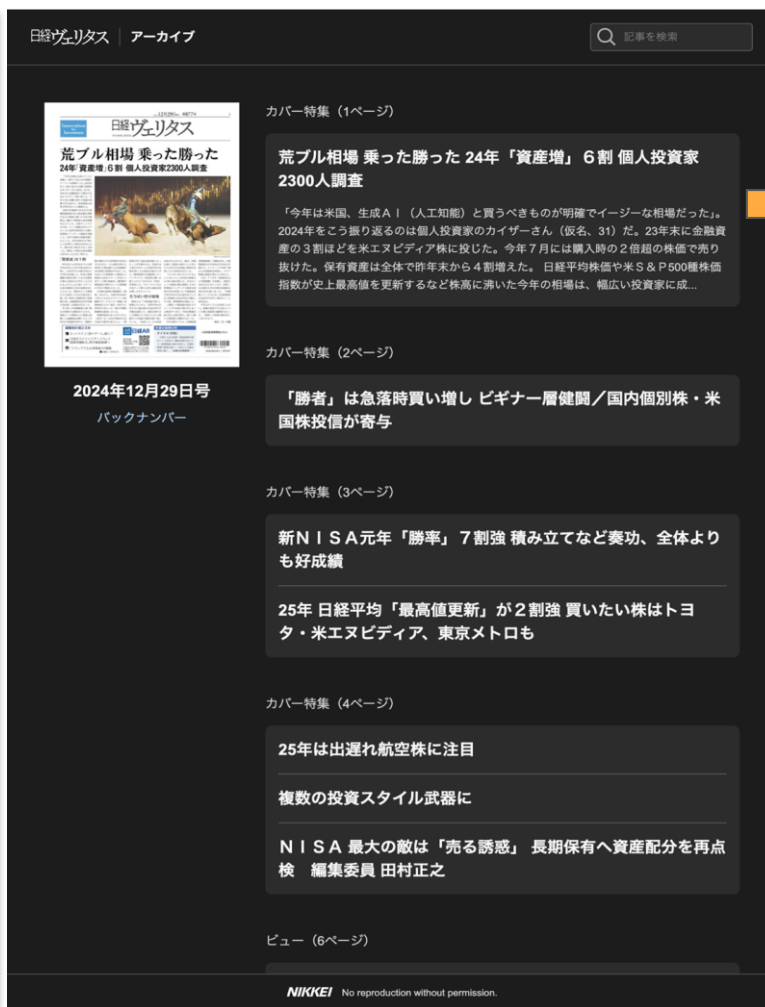 日経ヴェリタス アーカイブ
記事を検索
カバー特集（1ページ）
荒ブル相場 乗った勝った 24年「資産増」６割 個人投資家
2300人調査
「今年は米国、生成ＡＩ（人工知能）と買うべきものが明確でイージーな相場だった」。
2024年をこう振り返るのは個人投資家のカイザーさん（仮名、31）だ。23年末に金融資
産の３割ほどを米エヌビディア株に投じた。今年７月には購入時の２倍超の株価で売り
抜けた。保有資産は全体で昨年末から４割増えた。 日経平均株価や米Ｓ＆Ｐ500種株価
指数が史上最高値を更新するなど株高に沸いた今年の相場は、幅広い投資家に成...
日経ヴェリタス
荒ブル相場 乗った勝った
24年「資産増」6割 個人投資家2300人調査
2024年12月29日号
バックナンバー
カバー特集（2ページ）
「勝者」は急落時買い増し ビギナー層健闘／国内個別株・米
国株投信が寄与
カバー特集（3ページ）
新ＮＩＳＡ元年「勝率」７割強 積み立てなど奏功、全体より
も好成績
25年 日経平均「最高値更新」が２割強 買いたい株はトヨ
タ・米エヌビディア、東京メトロも
カバー特集（4ページ）
25年は出遅れ航空株に注目
複数の投資スタイル武器に
ＮＩＳＡ 最大の敵は「売る誘惑」 長期保有へ資産配分を再点
検　編集委員 田村正之
ビュー（6ページ）
NIKKEI No reproduction without permission.